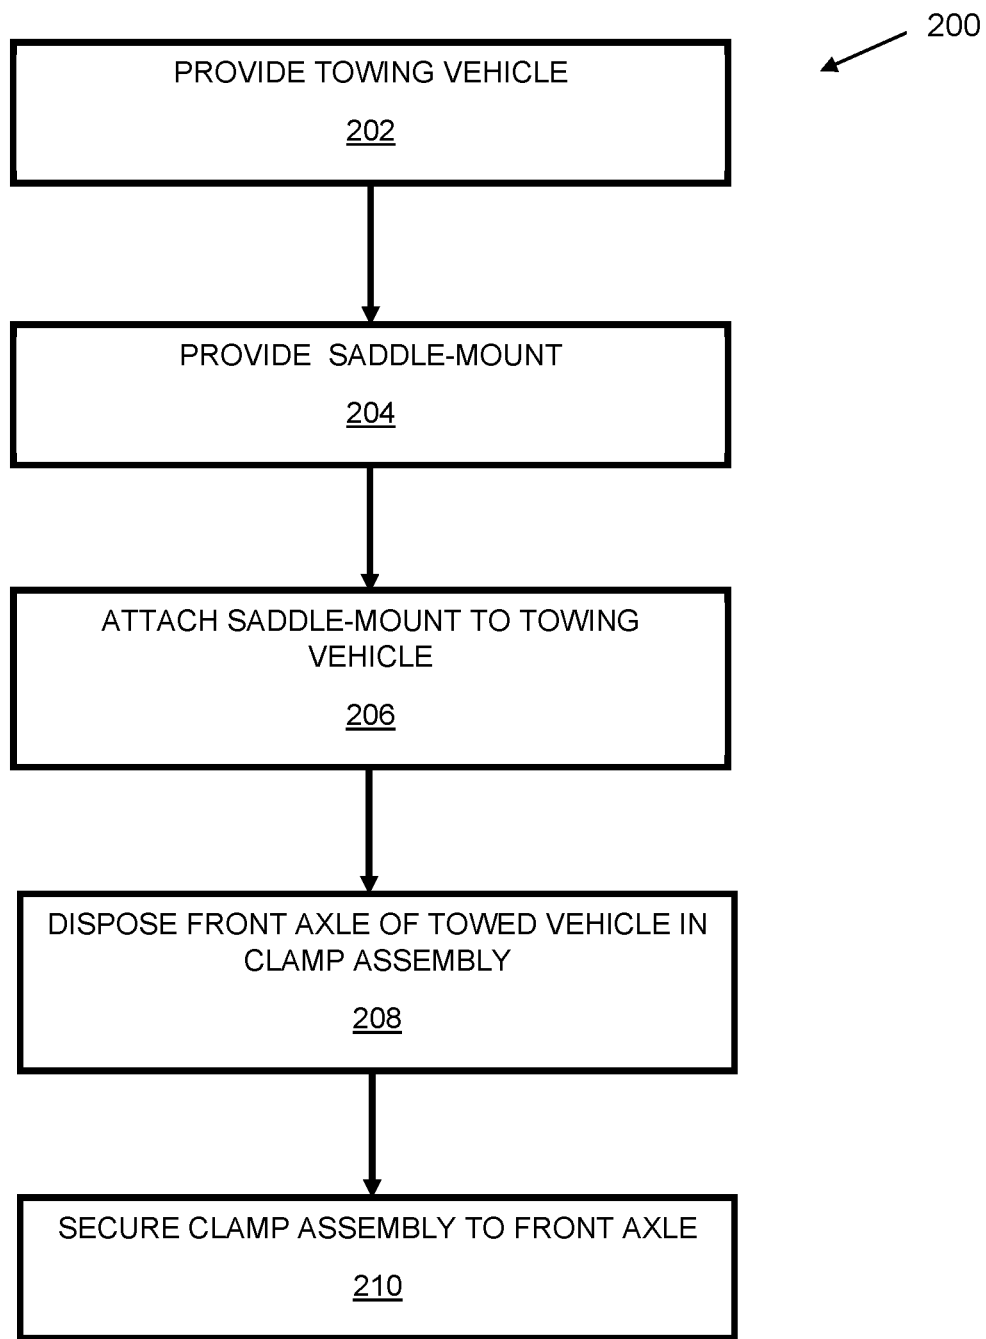 200
PROVIDE TOWING VEHICLE
202
PROVIDE SADDLE-MOUNT
204
ATTACH SADDLE-MOUNT TO TOWING
VEHICLE
206
DISPOSE FRONT AXLE OF TOWED VEHICLE IN
CLAMP ASSEMBLY
208
SECURE CLAMP ASSEMBLY TO FRONT AXLE
210